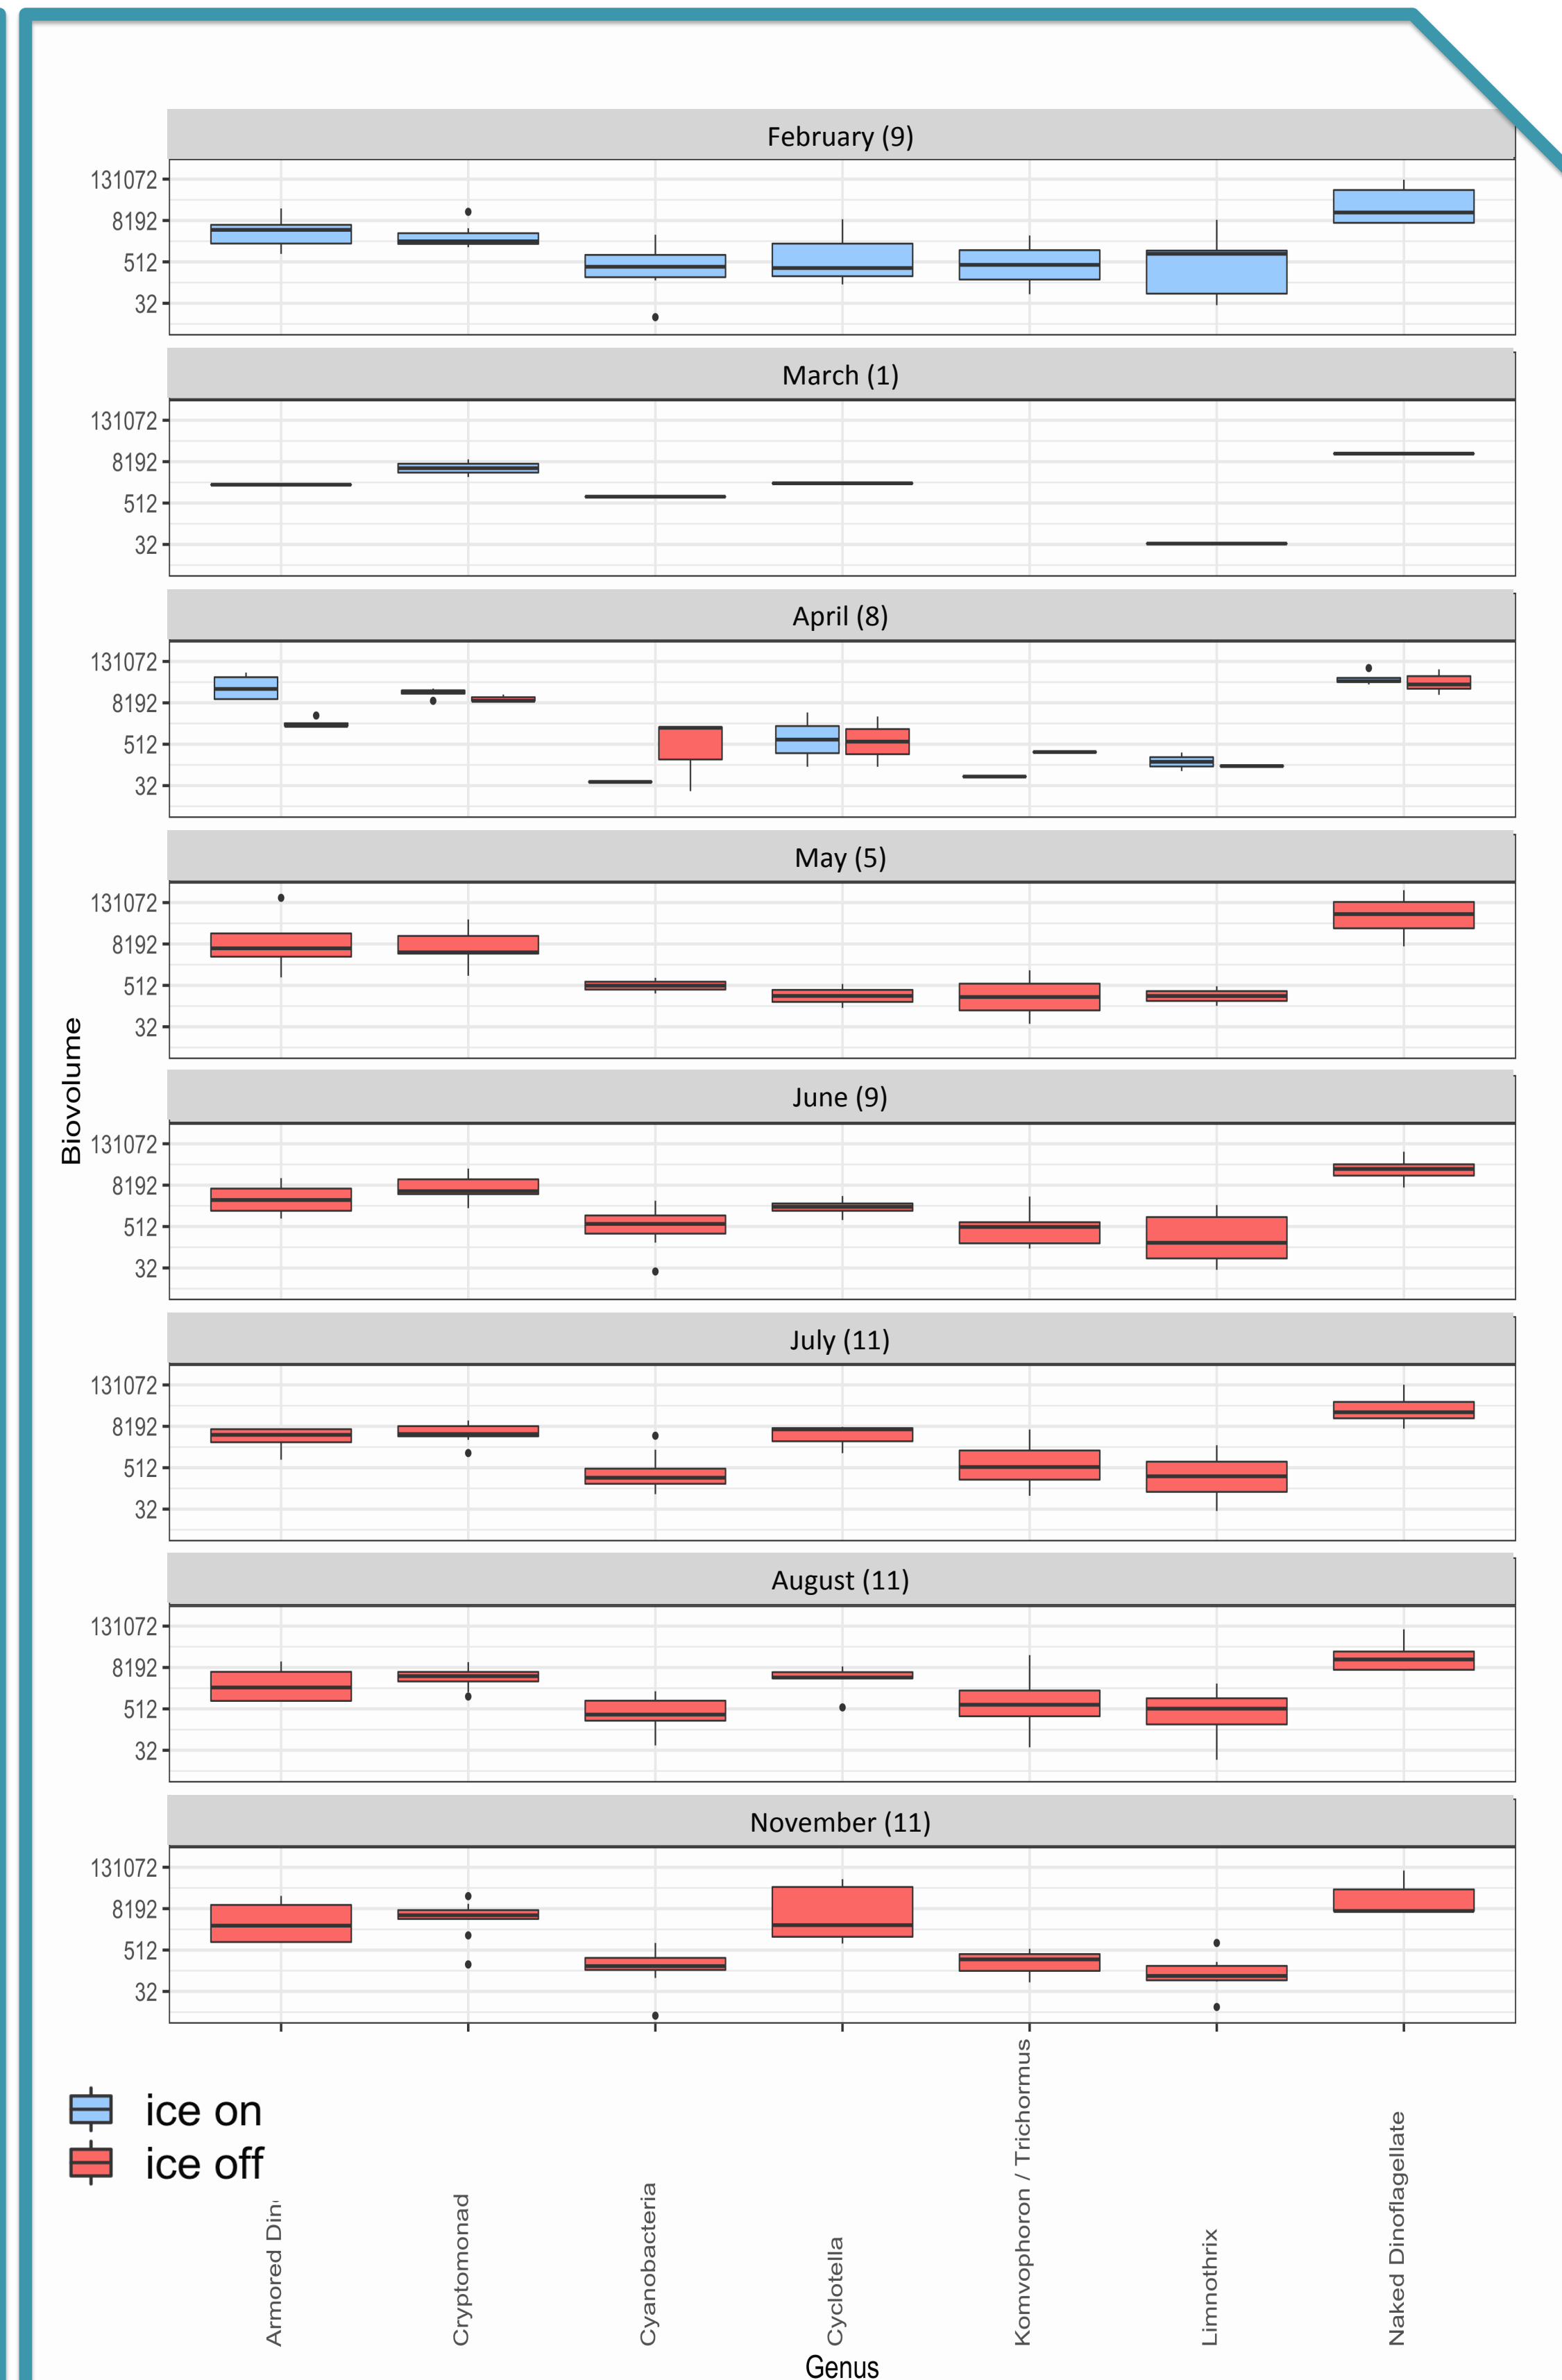 February (9)
131072
8192
512
32
March (1)
131072
8192
512
32
April (8)
131072
8192
512
32
May (5)
131072
8192
512
32
Biovolume
June (9)
131072
8192
512
32
July (11)
131072
8192
512
32
August (11)
131072
8192
512
32
November (11)
131072
8192
512
32
ice on
ice off
Armored
Cryptomonad
Cyanobacteria
Cyclotella
Komvophoron / Trichormus
Limnothrix
Naked Dinoflagellate
Genus